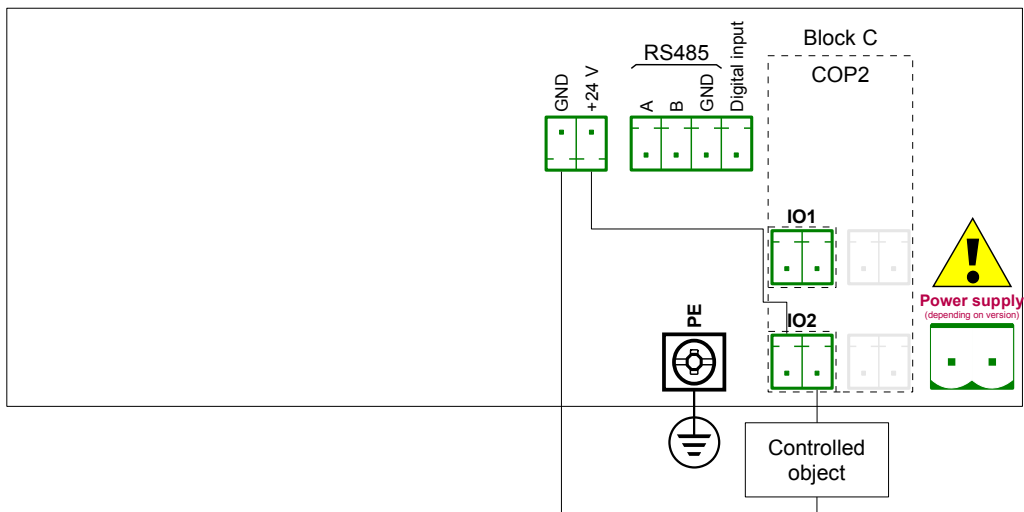 Block C
RS485
COP2
GND
+24 V
A
B
GND
Digital input
IO1
Power supply
(depending on version)
PE
IO2
Controlled
object